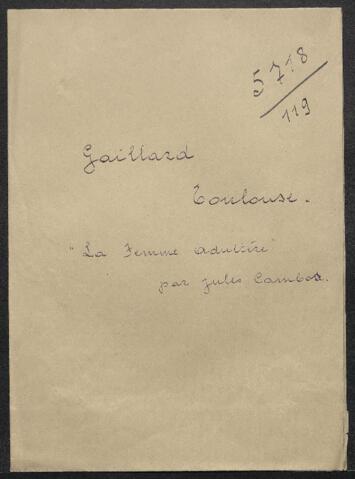 5718
119
Gaillard
Toulouse.
"La Femme adultère"
par Jules Cambos.